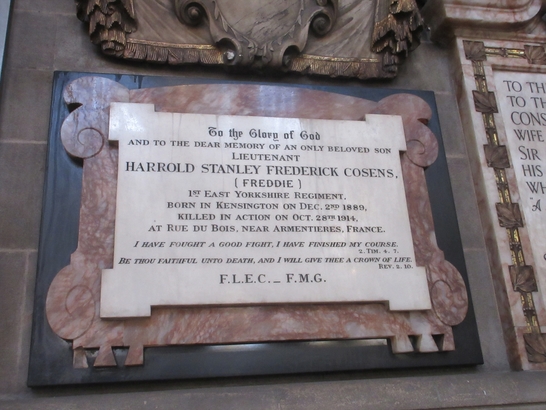 To the Glory of God
AND TO THE DEAR MEMORY OF AN ONLY BELOVED SON
LIEUTENANT
HARROLD STANLEY FREDERICK COSENS,
( FREDDIE )
1ST EAST YORKSHIRE REGIMENT,
BORN IN KENSINGTON ON DEC. 2ND 1889,
KILLED IN ACTION ON OCT. 28TH 1914,
AT RUE DU BOIS, NEAR ARMENTIERES, FRANCE.
I HAVE FOUGHT A GOOD FIGHT, I HAVE FINISHED MY COURSE.
2. TIM. 4. 7.
BE THOU FAITHFUL UNTO DEATH, AND I WILL GIVE THEE A CROWN OF LIFE.
REV. 2. 10.
F.L.E.C. _ F.M.G.
TO TH
TO TH
CONS
WIFE
SIR
HIS
WH
"A